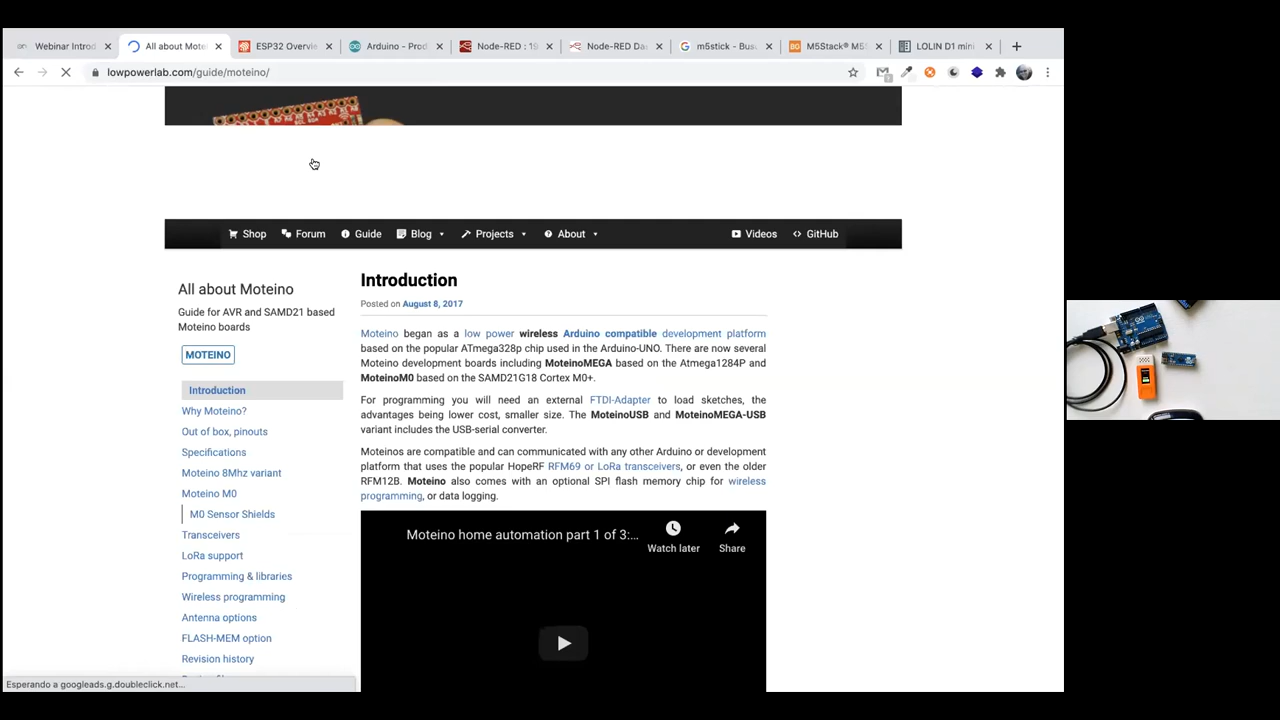 Webinar Introd
All about Motei
ESP32 Overvie
Arduino - Prod
Node-RED : 18
Node-RED Da
m5stick - Bus
M5Stack® M5
LOLIN D1 mini
lowpowerlab.com/guide/moteino/
Shop
Forum
Guide
Blog
Projects
About
Videos
GitHub
All about Moteino
Guide for AVR and SAMD21 based
Moteino boards
MOTEINO
Introduction
Why Moteino?
Out of box, pinouts
Specifications
Moteino 8Mhz variant
Moteino M0
M0 Sensor Shields
Transceivers
LoRa support
Programming & libraries
Wireless programming
Antenna options
FLASH-MEM option
Revision history
Introduction
Posted on August 8, 2017
Moteino began as a low power wireless Arduino compatible development platform
based on the popular ATmega328p chip used in the Arduino-UNO. There are now several
Moteino development boards including MoteinoMEGA based on the Atmega1284P and
MoteinoM0 based on the SAMD21G18 Cortex M0+.
For programming you will need an external FTDI-Adapter to load sketches, the
advantages being lower cost, smaller size. The MoteinoUSB and MoteinoMEGA-USB
variant includes the USB-serial converter.
Moteinos are compatible and can communicated with any other Arduino or development
platform that uses the popular HopeRF RFM69 or LoRa transceivers, or even the older
RFM12B. Moteino also comes with an optional SPI flash memory chip for wireless
programming, or data logging.
Moteino home automation part 1 of 3:...
Watch later
Share
Esperando a googleads.g.doubleclick.net...